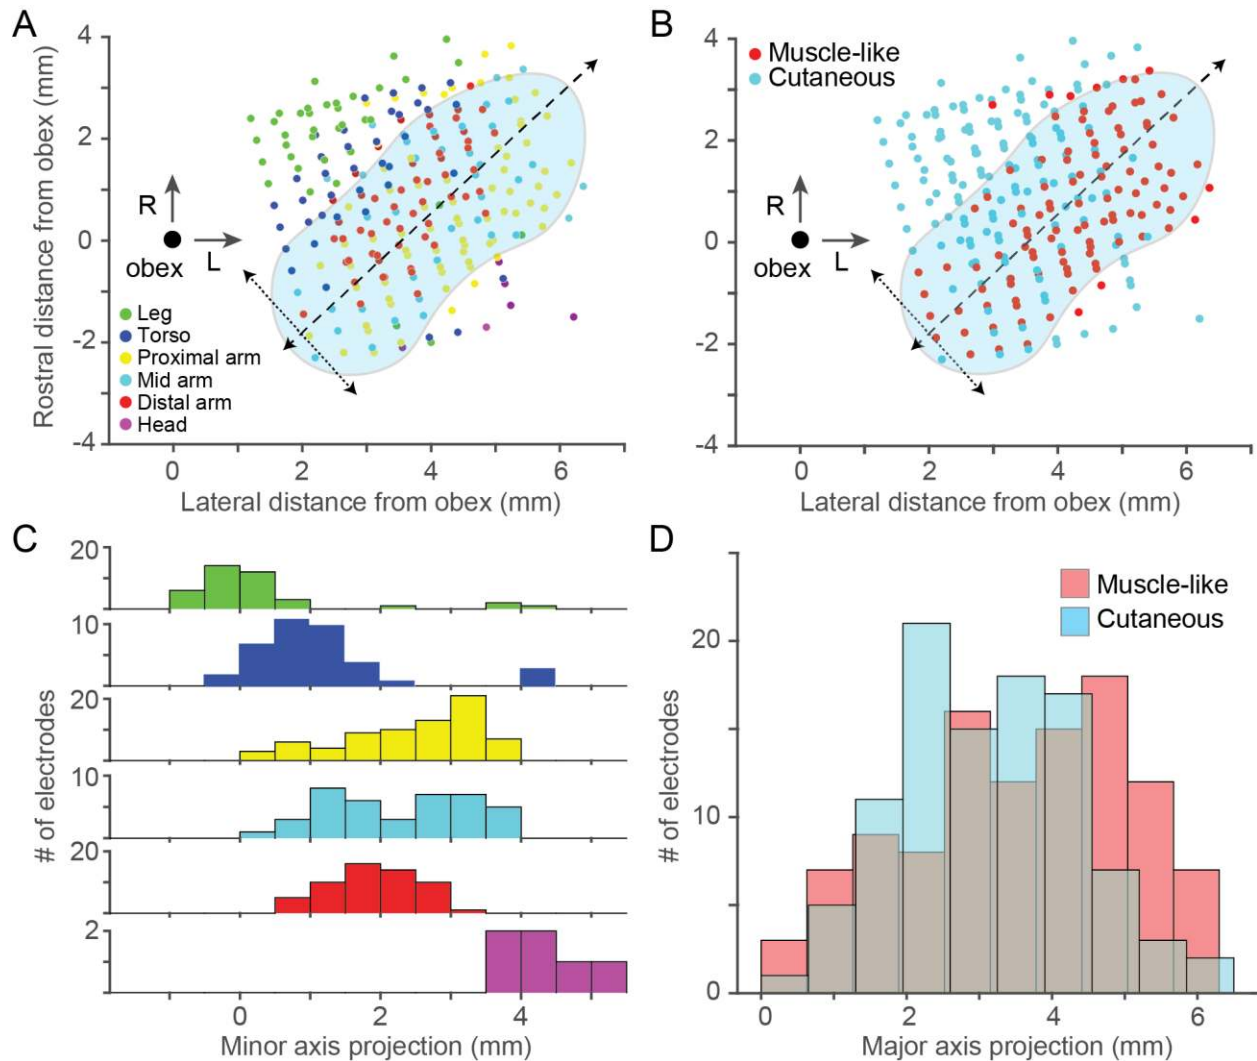 A
Rostral distance from obex (mm)
4
2
0
-2
-4
R
L
obex
Leg
Torso
Proximal arm
Mid arm
Distal arm
Head
0 2 4 6
Lateral distance from obex (mm)
B
Muscle-like
Cutaneous
4
2
0
-2
-4
R
L
obex
0 2 4 6
Lateral distance from obex (mm)
C
# of electrodes
20
10
20
10
20
2
0 2 4
Minor axis projection (mm)
D
Muscle-like
Cutaneous
# of electrodes
20
10
0
0 2 4 6
Major axis projection (mm)